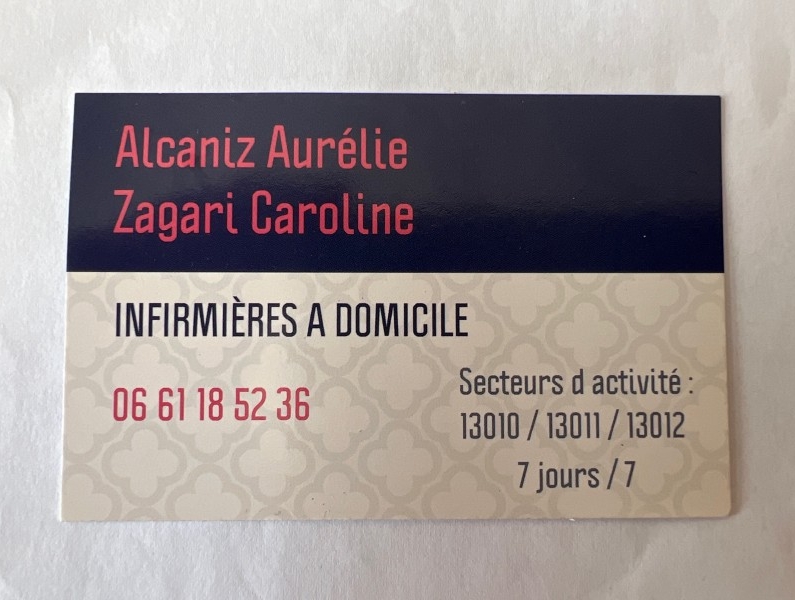 Alcaniz Aurélie
Zagari Caroline
INFIRMIÈRES A DOMICILE
06 61 18 52 36
Secteurs d activité :
13010 / 13011 / 13012
7 jours / 7